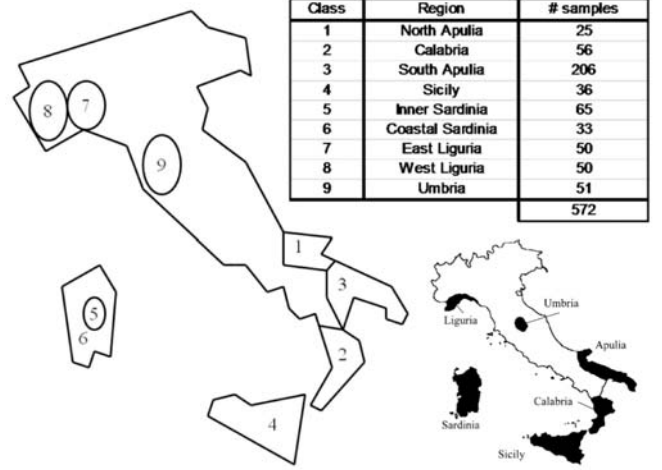 Class Region # samples
1 North Apulia 25
2 Calabria 56
3 South Apulia 206
4 Sicily 36
5 Inner Sardinia 65
6 Coastal Sardinia 33
7 East Liguria 50
8 West Liguria 50
9 Umbria 51
572
8 7
9
1
3
5
6
2
4
Umbria
Liguria
Apulia
Calabria
Sardinia
Sicily